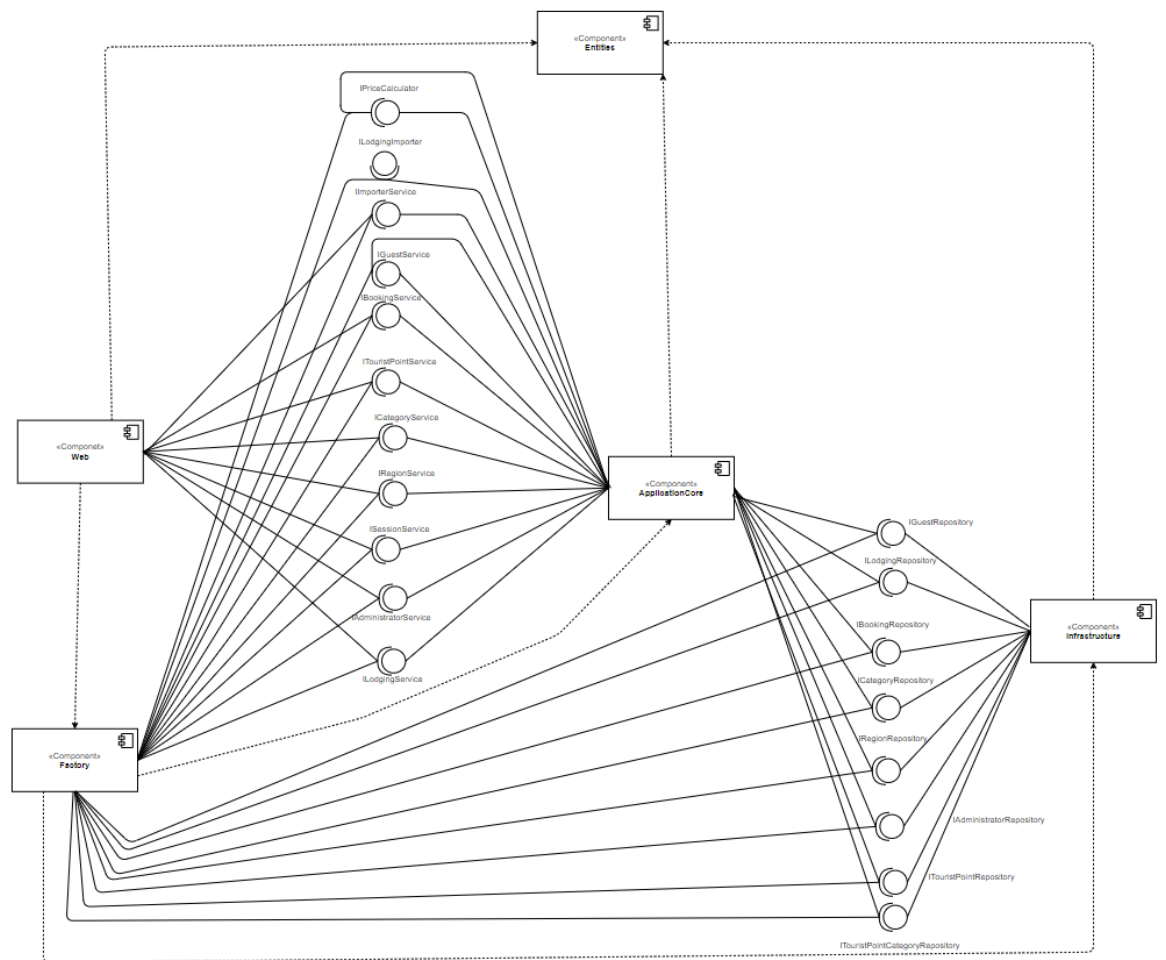 «Component»
Entities
IPriceCalculator
ILodgingImporter
IImporterService
IGuestService
IBookingService
ITouristPointService
ICategoryService
«Componet»
Web
IRegionService
«Component»
ApplicationCore
ISessionService
IGuestRepository
ILodgingRepository
IAdministratorService
IBookingRepository
«Component»
Infrastructure
ILodgingService
ICategoryRepository
IRegionRepository
«Component»
Factory
IAdministratorRepository
ITouristPointRepository
ITouristPointCategoryRepository